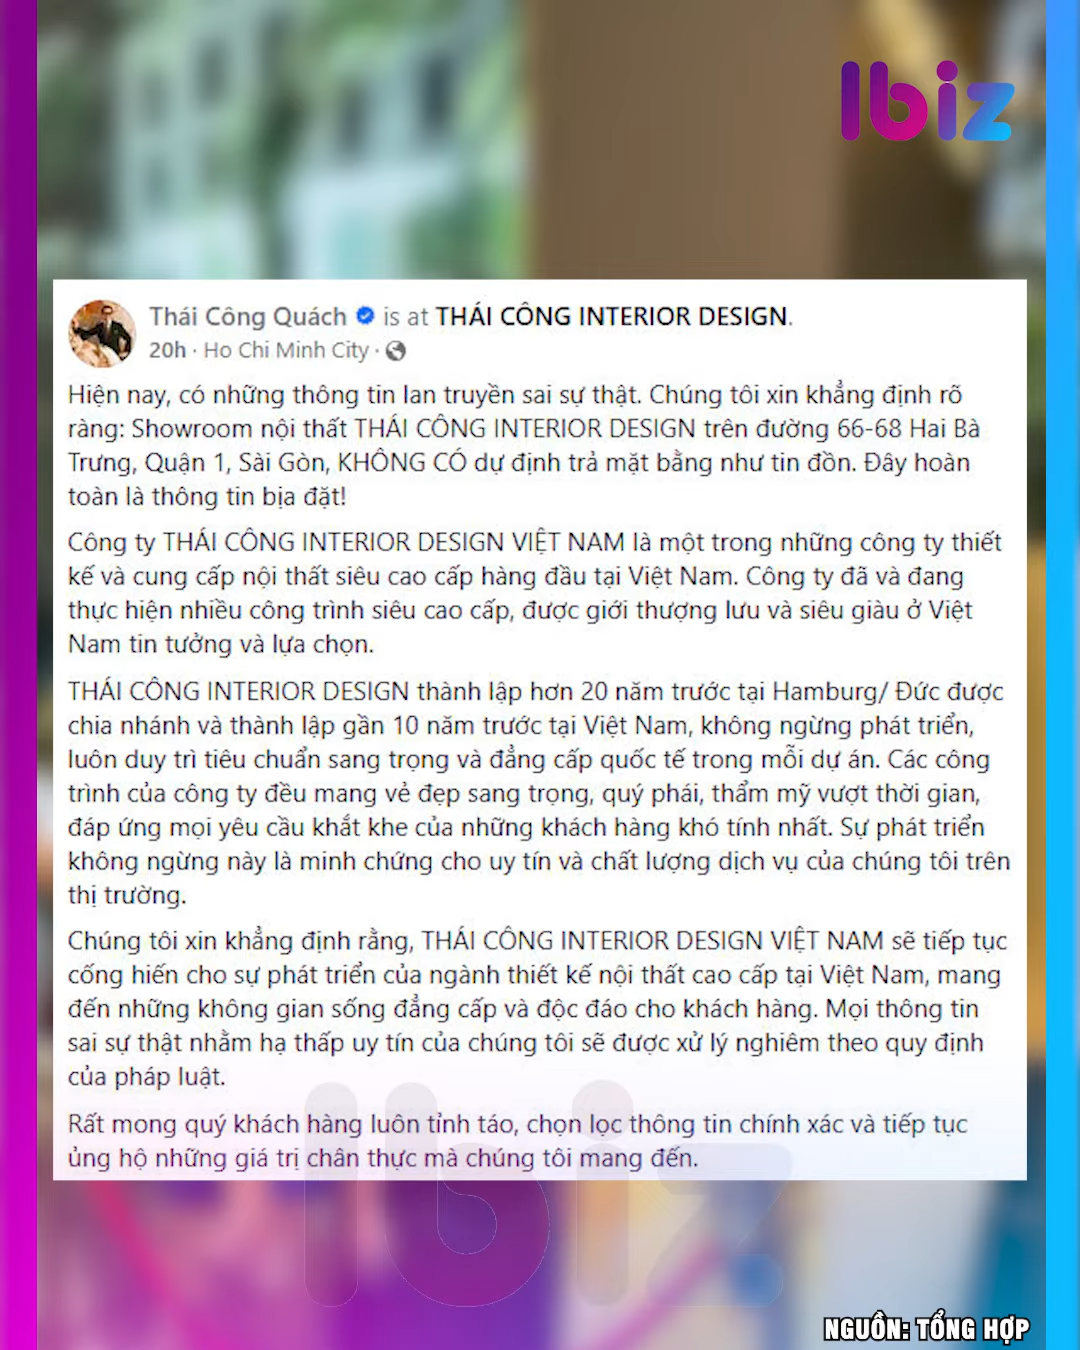 Ibiz
Thái Công Quách is at THÁI CÔNG INTERIOR DESIGN.
20h · Ho Chi Minh City ·
Hiện nay, có những thông tin lan truyền sai sự thật. Chúng tôi xin khẳng định rõ
ràng: Showroom nội thất THÁI CÔNG INTERIOR DESIGN trên đường 66-68 Hai Bà
Trưng, Quận 1, Sài Gòn, KHÔNG CÓ dự định trả mặt bằng như tin đồn. Đây hoàn
toàn là thông tin bịa đặt!
Công ty THÁI CÔNG INTERIOR DESIGN VIỆT NAM là một trong những công ty thiết
kế và cung cấp nội thất siêu cao cấp hàng đầu tại Việt Nam. Công ty đã và đang
thực hiện nhiều công trình siêu cao cấp, được giới thượng lưu và siêu giàu ở Việt
Nam tin tưởng và lựa chọn.
THÁI CÔNG INTERIOR DESIGN thành lập hơn 20 năm trước tại Hamburg/ Đức được
chia nhánh và thành lập gần 10 năm trước tại Việt Nam, không ngừng phát triển,
luôn duy trì tiêu chuẩn sang trọng và đẳng cấp quốc tế trong mỗi dự án. Các công
trình của công ty đều mang vẻ đẹp sang trọng, quý phái, thẩm mỹ vượt thời gian,
đáp ứng mọi yêu cầu khắt khe của những khách hàng khó tính nhất. Sự phát triển
không ngừng này là minh chứng cho uy tín và chất lượng dịch vụ của chúng tôi trên
thị trường.
Chúng tôi xin khẳng định rằng, THÁI CÔNG INTERIOR DESIGN VIỆT NAM sẽ tiếp tục
cống hiến cho sự phát triển của ngành thiết kế nội thất cao cấp tại Việt Nam, mang
đến những không gian sống đẳng cấp và độc đáo cho khách hàng. Mọi thông tin
sai sự thật nhằm hạ thấp uy tín của chúng tôi sẽ được xử lý nghiêm theo quy định
của pháp luật.
Rất mong quý khách hàng luôn tỉnh táo, chọn lọc thông tin chính xác và tiếp tục
ủng hộ những giá trị chân thực mà chúng tôi mang đến.
Ibiz
NGUỒN: TỔNG HỢP